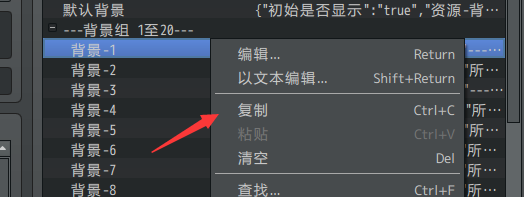 默认背景 {"初始是否显示":"true","资源-背…
---背景组 1至20---
背景-1 ---…
背景-2 "所…
背景-3 "---…
背景-4 "所…
背景-5 "所…
背景-6 "所…
背景-7 "所…
背景-8 "所…
编辑... Return
以文本编辑... Shift+Return
复制 Ctrl+C
粘贴 Ctrl+V
清空 Del
查找... Ctrl+F